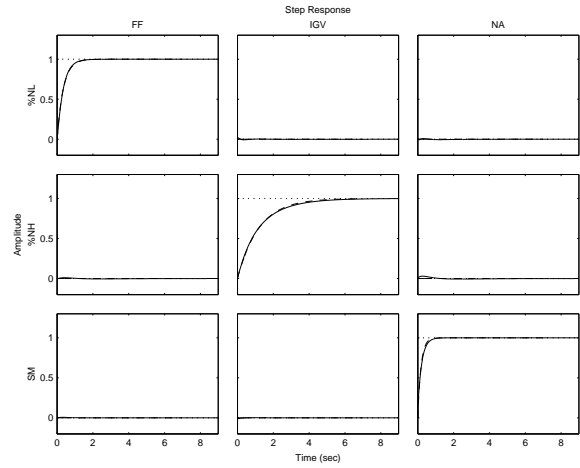 Step Response
FF
IGV
NA
1
0.5
0
%NL
1
0.5
0
Amplitude
%NH
1
0.5
0
SM
0 2 4 6 8
0 2 4 6 8
0 2 4 6 8
Time (sec)